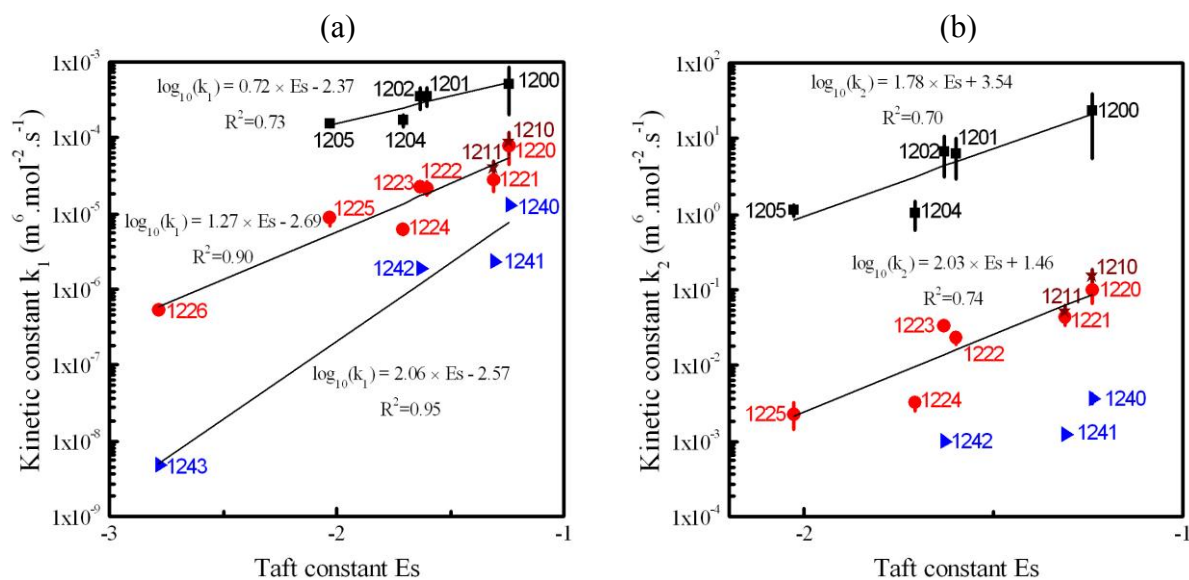 (a)
Kinetic constant k₁ (m⁶.mol⁻².s⁻¹)
1x10⁻³
1x10⁻⁴
1x10⁻⁵
1x10⁻⁶
1x10⁻⁷
1x10⁻⁸
1x10⁻⁹
log₁₀(k₁) = 0.72 × Es - 2.37
R²=0.73
1202
1201
1200
1205
1204
1210
1211
1220
1223
1222
1221
1225
1224
1240
log₁₀(k₁) = 1.27 × Es - 2.69
R²=0.90
1242
1241
1226
log₁₀(k₁) = 2.06 × Es - 2.57
R²=0.95
1243
-3
-2
-1
Taft constant Es
(b)
Kinetic constant k₂ (m⁶.mol⁻².s⁻¹)
1x10²
1x10¹
1x10⁰
1x10⁻¹
1x10⁻²
1x10⁻³
1x10⁻⁴
log₁₀(k₂) = 1.78 × Es + 3.54
R²=0.70
1200
1202
1201
1205
1204
log₁₀(k₂) = 2.03 × Es + 1.46
R²=0.74
1210
1211
1220
1223
1221
1222
1225
1224
1240
1242
1241
-2
-1
Taft constant Es